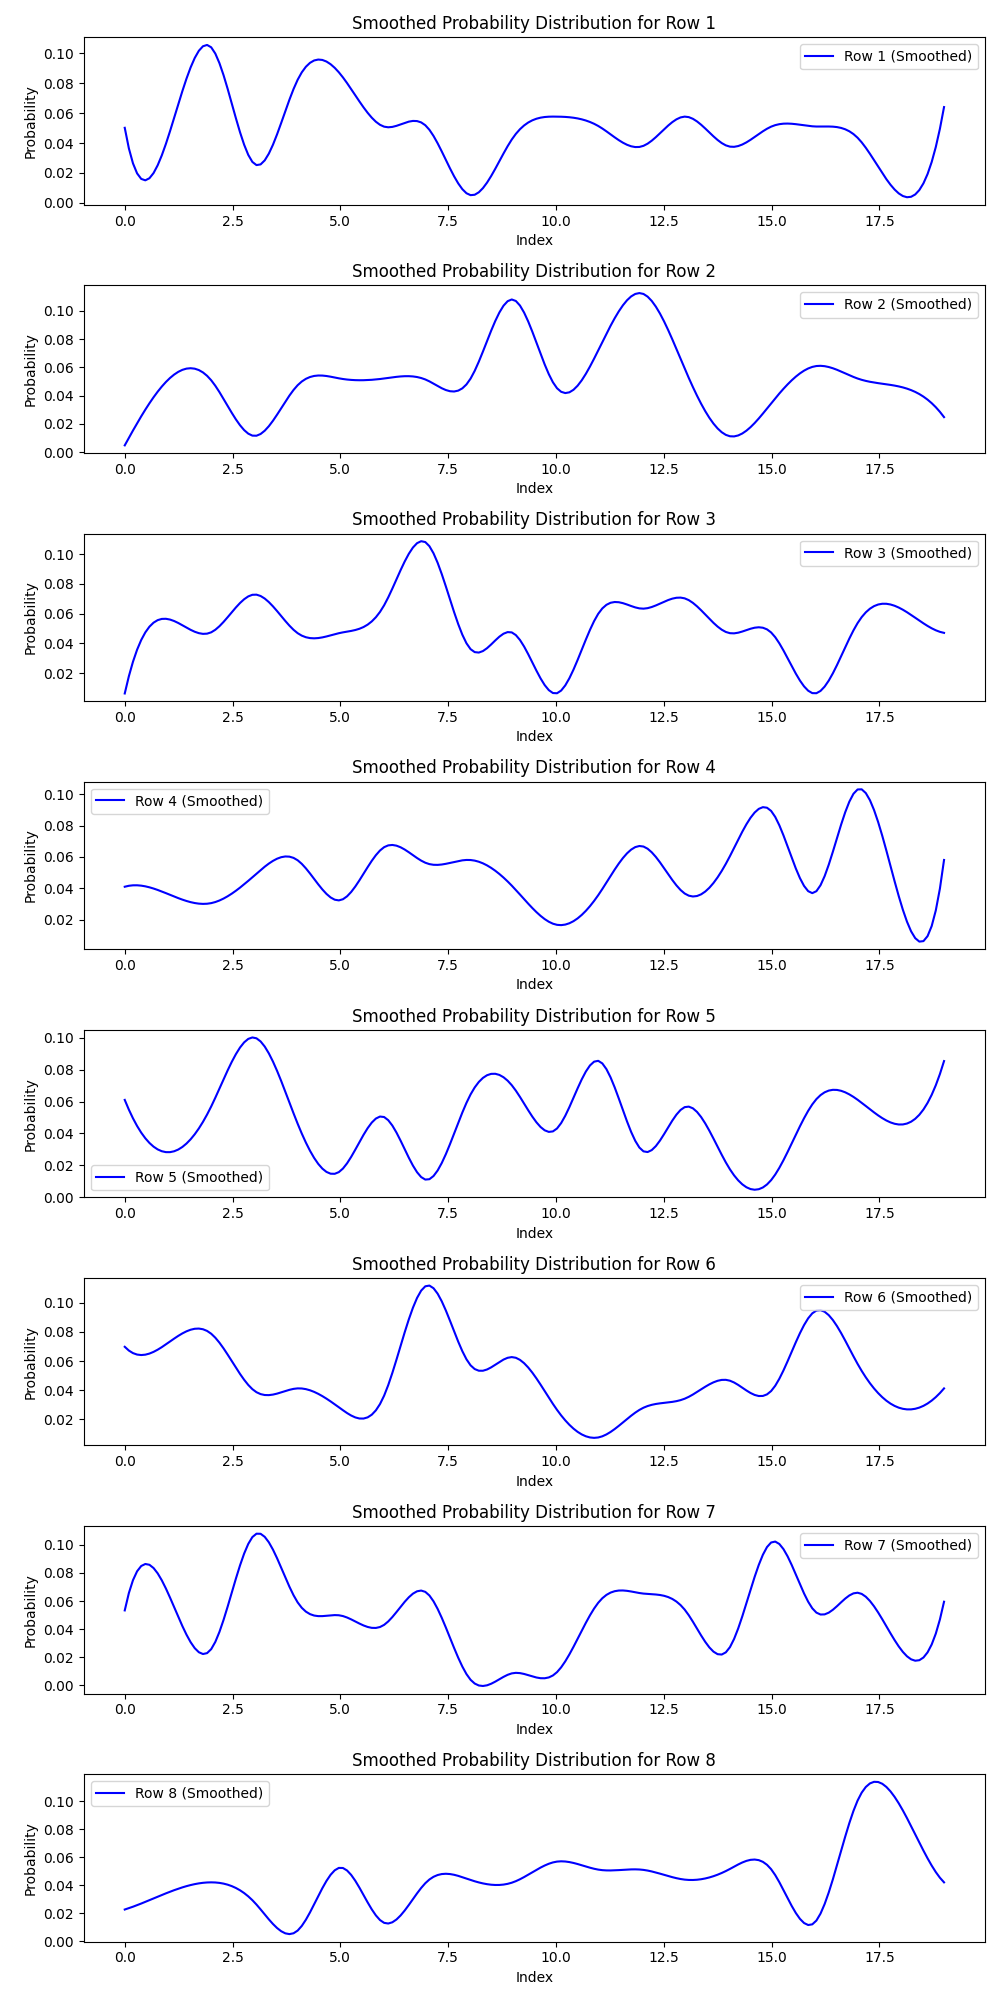 Smoothed Probability Distribution for Row 1
Row 1 (Smoothed)
Probability
0.10
0.08
0.06
0.04
0.02
0.00
0.0 2.5 5.0 7.5 10.0 12.5 15.0 17.5
Index
Smoothed Probability Distribution for Row 2
Row 2 (Smoothed)
Probability
0.10
0.08
0.06
0.04
0.02
0.00
0.0 2.5 5.0 7.5 10.0 12.5 15.0 17.5
Index
Smoothed Probability Distribution for Row 3
Row 3 (Smoothed)
Probability
0.10
0.08
0.06
0.04
0.02
0.0 2.5 5.0 7.5 10.0 12.5 15.0 17.5
Index
Smoothed Probability Distribution for Row 4
Row 4 (Smoothed)
Probability
0.10
0.08
0.06
0.04
0.02
0.0 2.5 5.0 7.5 10.0 12.5 15.0 17.5
Index
Smoothed Probability Distribution for Row 5
Row 5 (Smoothed)
Probability
0.10
0.08
0.06
0.04
0.02
0.00
0.0 2.5 5.0 7.5 10.0 12.5 15.0 17.5
Index
Smoothed Probability Distribution for Row 6
Row 6 (Smoothed)
Probability
0.10
0.08
0.06
0.04
0.02
0.0 2.5 5.0 7.5 10.0 12.5 15.0 17.5
Index
Smoothed Probability Distribution for Row 7
Row 7 (Smoothed)
Probability
0.10
0.08
0.06
0.04
0.02
0.00
0.0 2.5 5.0 7.5 10.0 12.5 15.0 17.5
Index
Smoothed Probability Distribution for Row 8
Row 8 (Smoothed)
Probability
0.10
0.08
0.06
0.04
0.02
0.00
0.0 2.5 5.0 7.5 10.0 12.5 15.0 17.5
Index